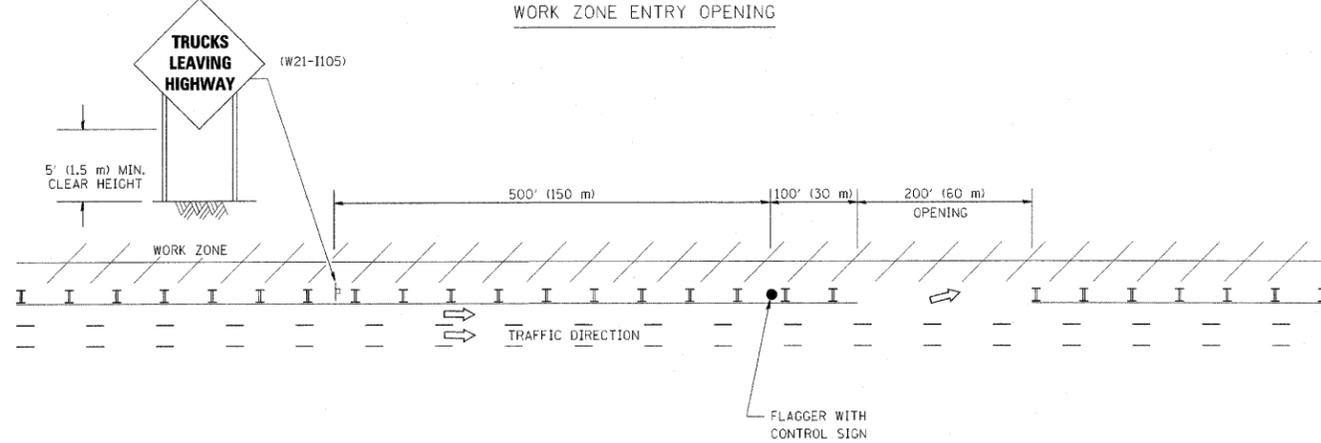 WORK ZONE ENTRY OPENING
TRUCKS
LEAVING
HIGHWAY
(W21-I105)
5' (1.5 m) MIN.
CLEAR HEIGHT
500' (150 m)
100' (30 m)
200' (60 m)
OPENING
WORK ZONE
TRAFFIC DIRECTION
FLAGGER WITH
CONTROL SIGN